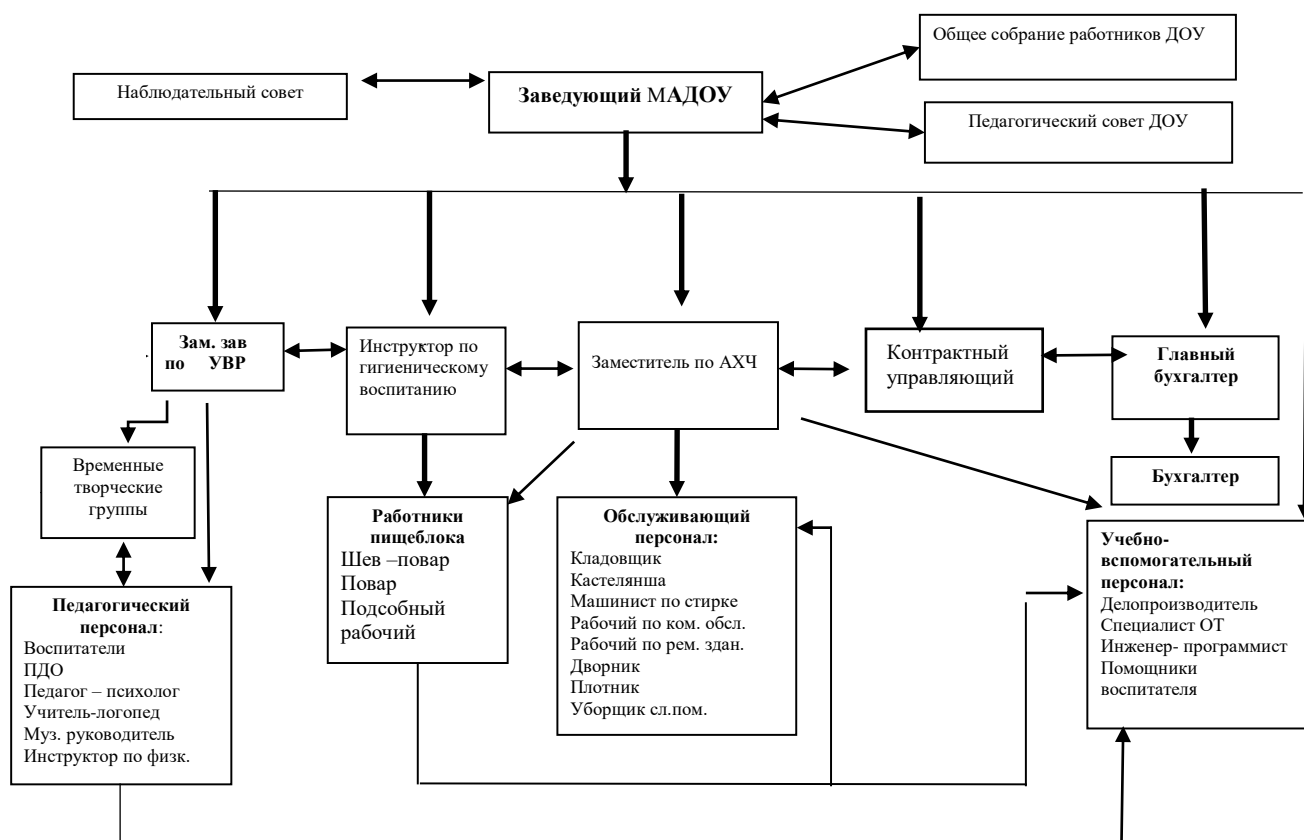 Общее собрание работников ДОУ
Наблюдательный совет
Заведующий МАДОУ
Педагогический совет ДОУ
Зам. зав
по УВР
Инструктор по
гигиеническому
воспитанию
Заместитель по АХЧ
Контрактный
управляющий
Главный
бухгалтер
Временные
творческие
группы
Бухгалтер
Работники
пищеблока
Шев –повар
Повар
Подсобный
рабочий
Обслуживающий
персонал:
Кладовщик
Кастелянша
Машинист по стирке
Рабочий по ком. обсл.
Рабочий по рем. здан.
Дворник
Плотник
Уборщик сл.пом.
Учебно-
вспомогательный
персонал:
Делопроизводитель
Специалист ОТ
Инженер- программист
Помощники
воспитателя
Педагогический
персонал:
Воспитатели
ПДО
Педагог – психолог
Учитель-логопед
Муз. руководитель
Инструктор по физк.